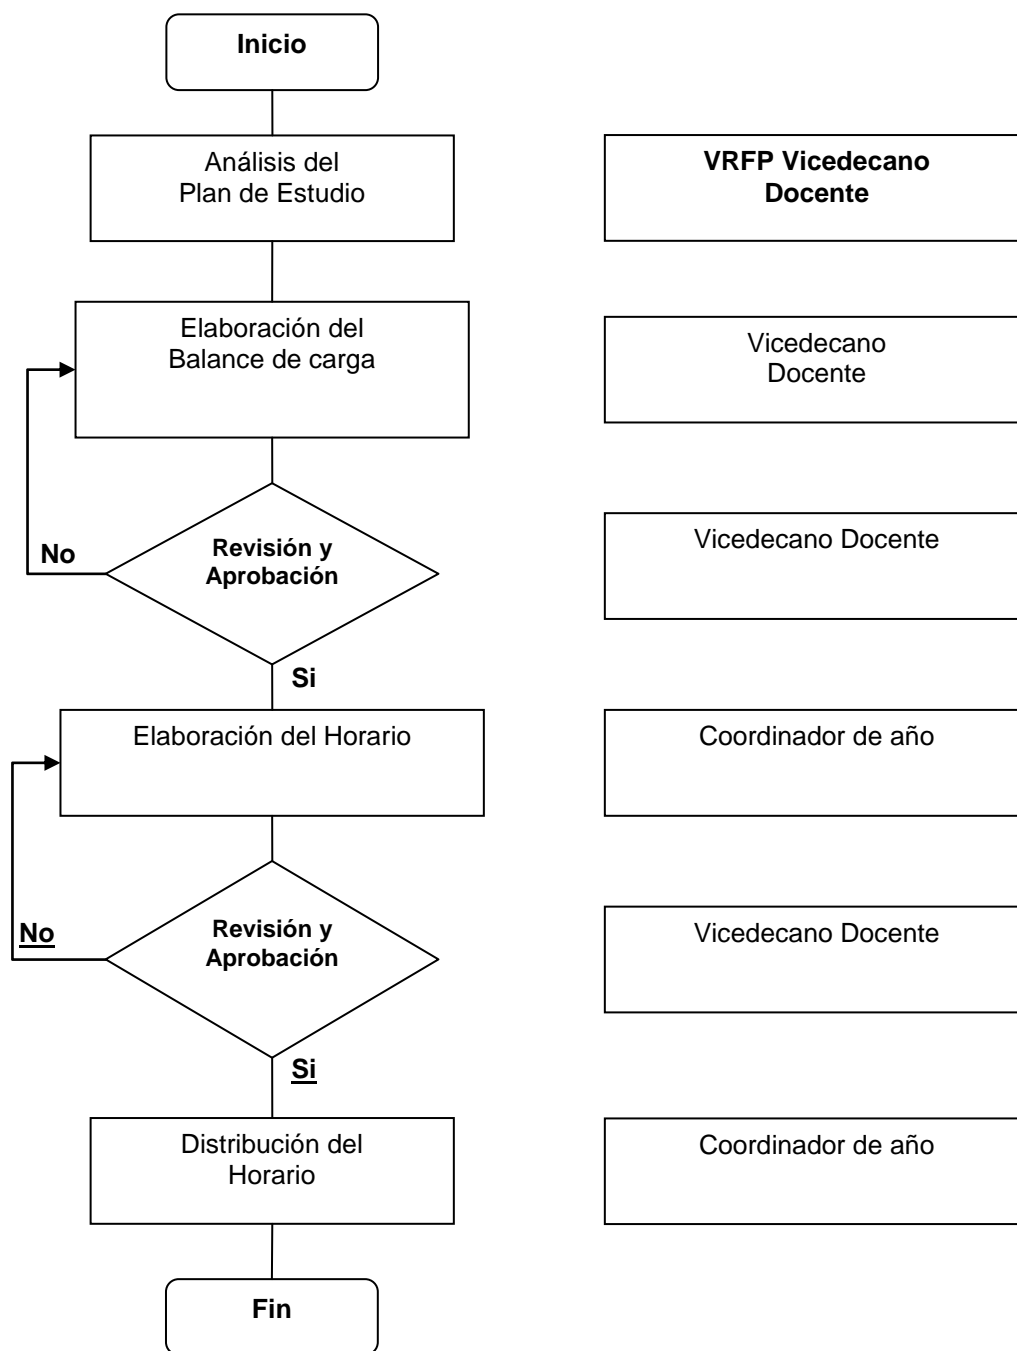 Inicio
Análisis del
Plan de Estudio
VRFP Vicedecano
Docente
Elaboración del
Balance de carga
Vicedecano
Docente
No
Revisión y
Aprobación
Vicedecano Docente
Si
Elaboración del Horario
Coordinador de año
No
Revisión y
Aprobación
Vicedecano Docente
Si
Distribución del
Horario
Coordinador de año
Fin